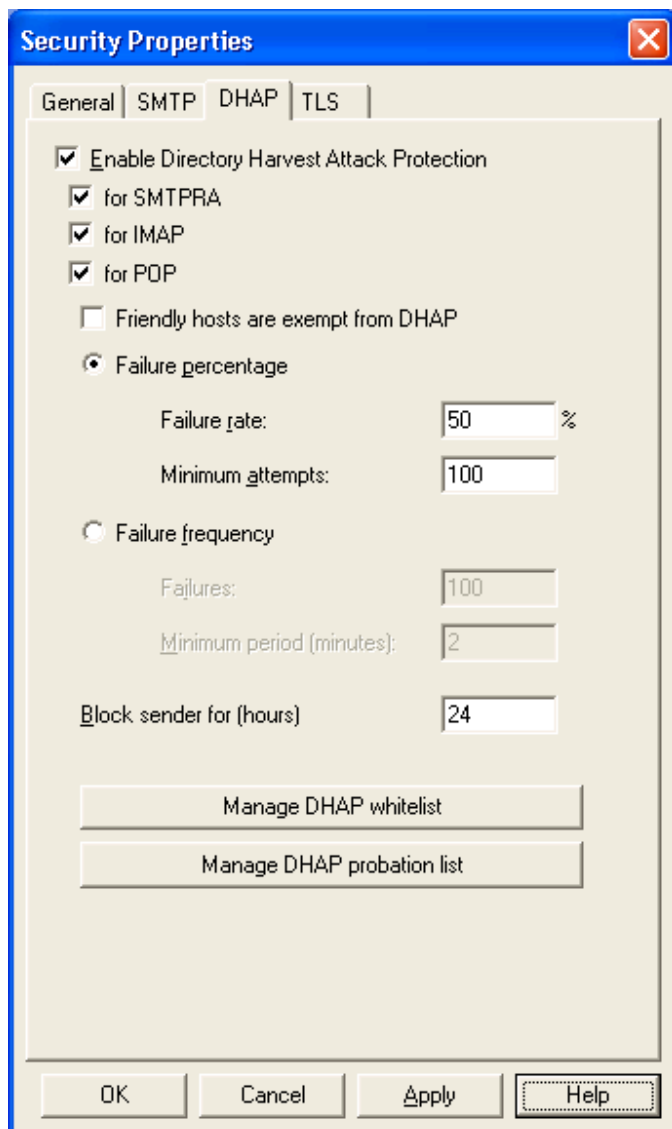 Security Properties
General SMTP DHAP TLS
Enable Directory Harvest Attack Protection
for SMTPRA
for IMAP
for POP
Friendly hosts are exempt from DHAP
Failure percentage
Failure rate: 50 %
Minimum attempts: 100
Failure frequency
Failures: 100
Minimum period (minutes): 2
Block sender for (hours) 24
Manage DHAP whitelist
Manage DHAP probation list
OK Cancel Apply Help